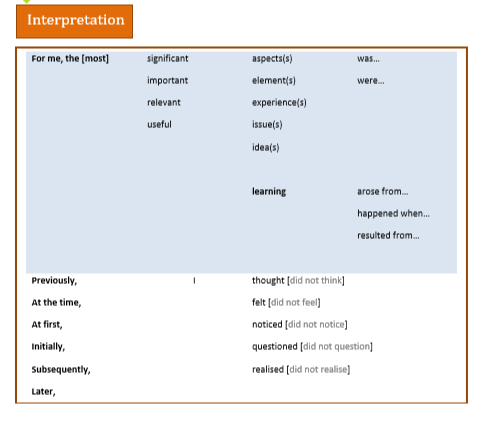 Interpretation
For me, the [most] significant aspects(s) was...
important element(s) were...
relevant experience(s)
useful issue(s)
idea(s)
learning arose from...
happened when...
resulted from...
Previously, I thought [did not think]
At the time, felt [did not feel]
At first, noticed [did not notice]
Initially, questioned [did not question]
Subsequently, realised [did not realise]
Later,